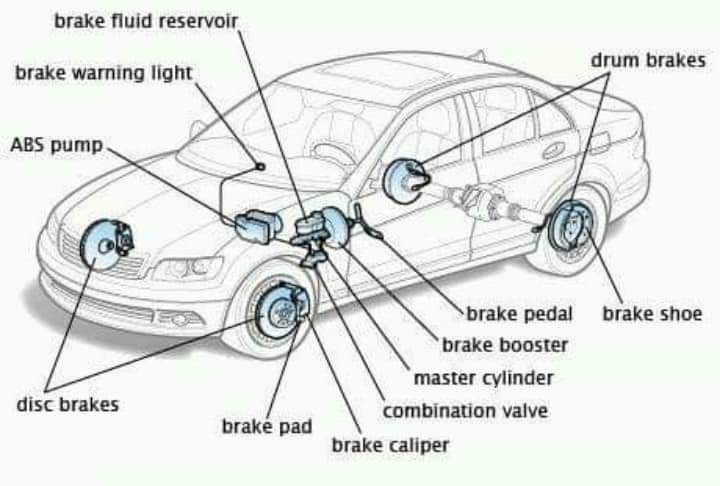 brake fluid reservoir
drum brakes
brake warning light
ABS pump
brake pedal
brake shoe
brake booster
master cylinder
disc brakes
combination valve
brake pad
brake caliper